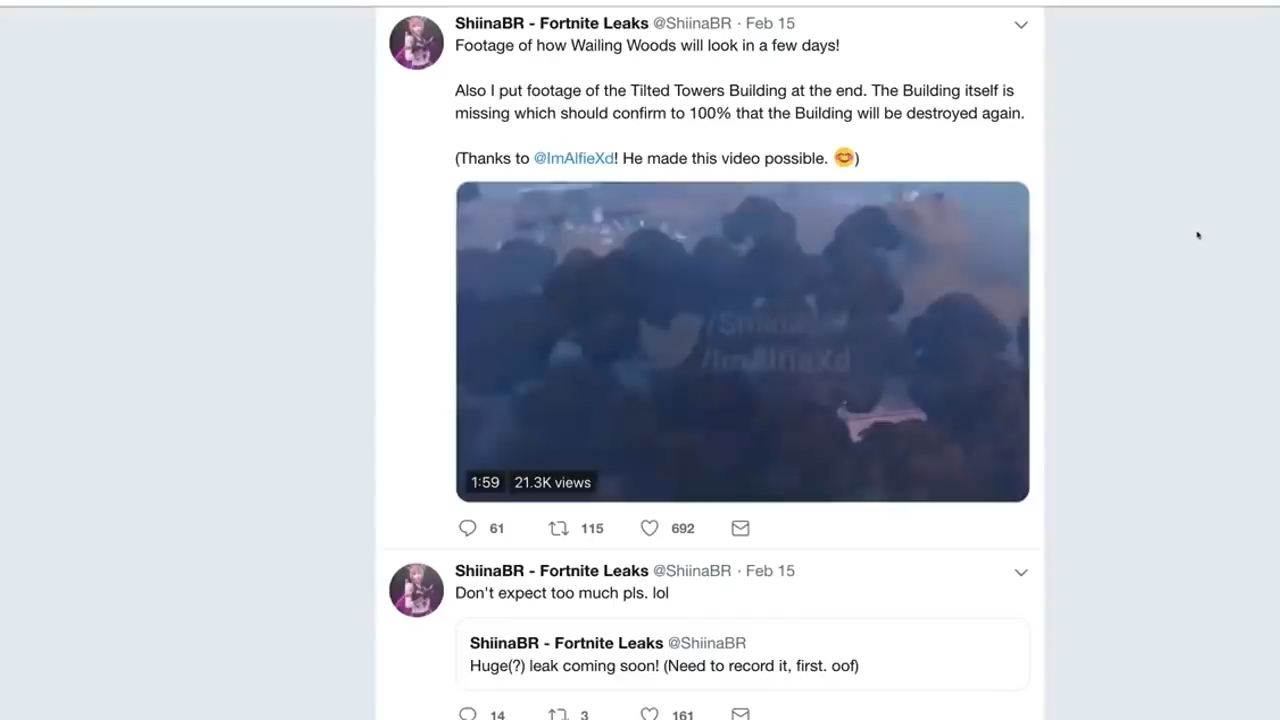 ShiinaBR - Fortnite Leaks @ShiinaBR · Feb 15
Footage of how Wailing Woods will look in a few days!
Also I put footage of the Tilted Towers Building at the end. The Building itself is
missing which should confirm to 100% that the Building will be destroyed again.
(Thanks to @ImAlfieXd! He made this video possible. 😊)
/ImAlfieXd
1:59 21.3K views
61 115 692
ShiinaBR - Fortnite Leaks @ShiinaBR · Feb 15
Don't expect too much pls. lol
ShiinaBR - Fortnite Leaks @ShiinaBR
Huge(?) leak coming soon! (Need to record it, first. oof)
14 3 161